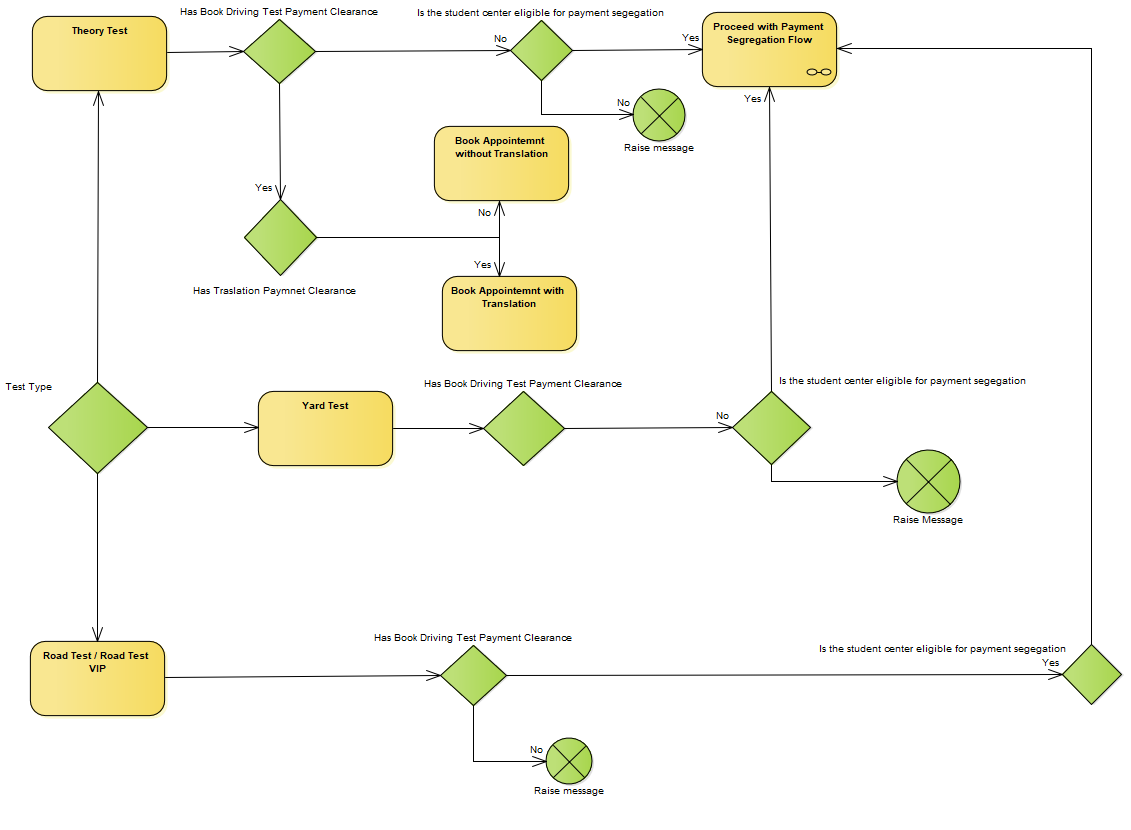 Has Book Driving Test Payment Clearance
Is the student center eligible for payment segegation
Theory Test
No
Yes
Proceed with Payment
Segregation Flow
No
Yes
Raise message
Book Appointemnt
without Translation
Yes
No
Has Traslation Paymnet Clearance
Yes
Book Appointemnt with
Translation
Test Type
Has Book Driving Test Payment Clearance
Is the student center eligible for payment segegation
Yard Test
No
Raise Message
Road Test / Road Test
VIP
Has Book Driving Test Payment Clearance
Is the student center eligible for payment segegation
Yes
No
Raise message